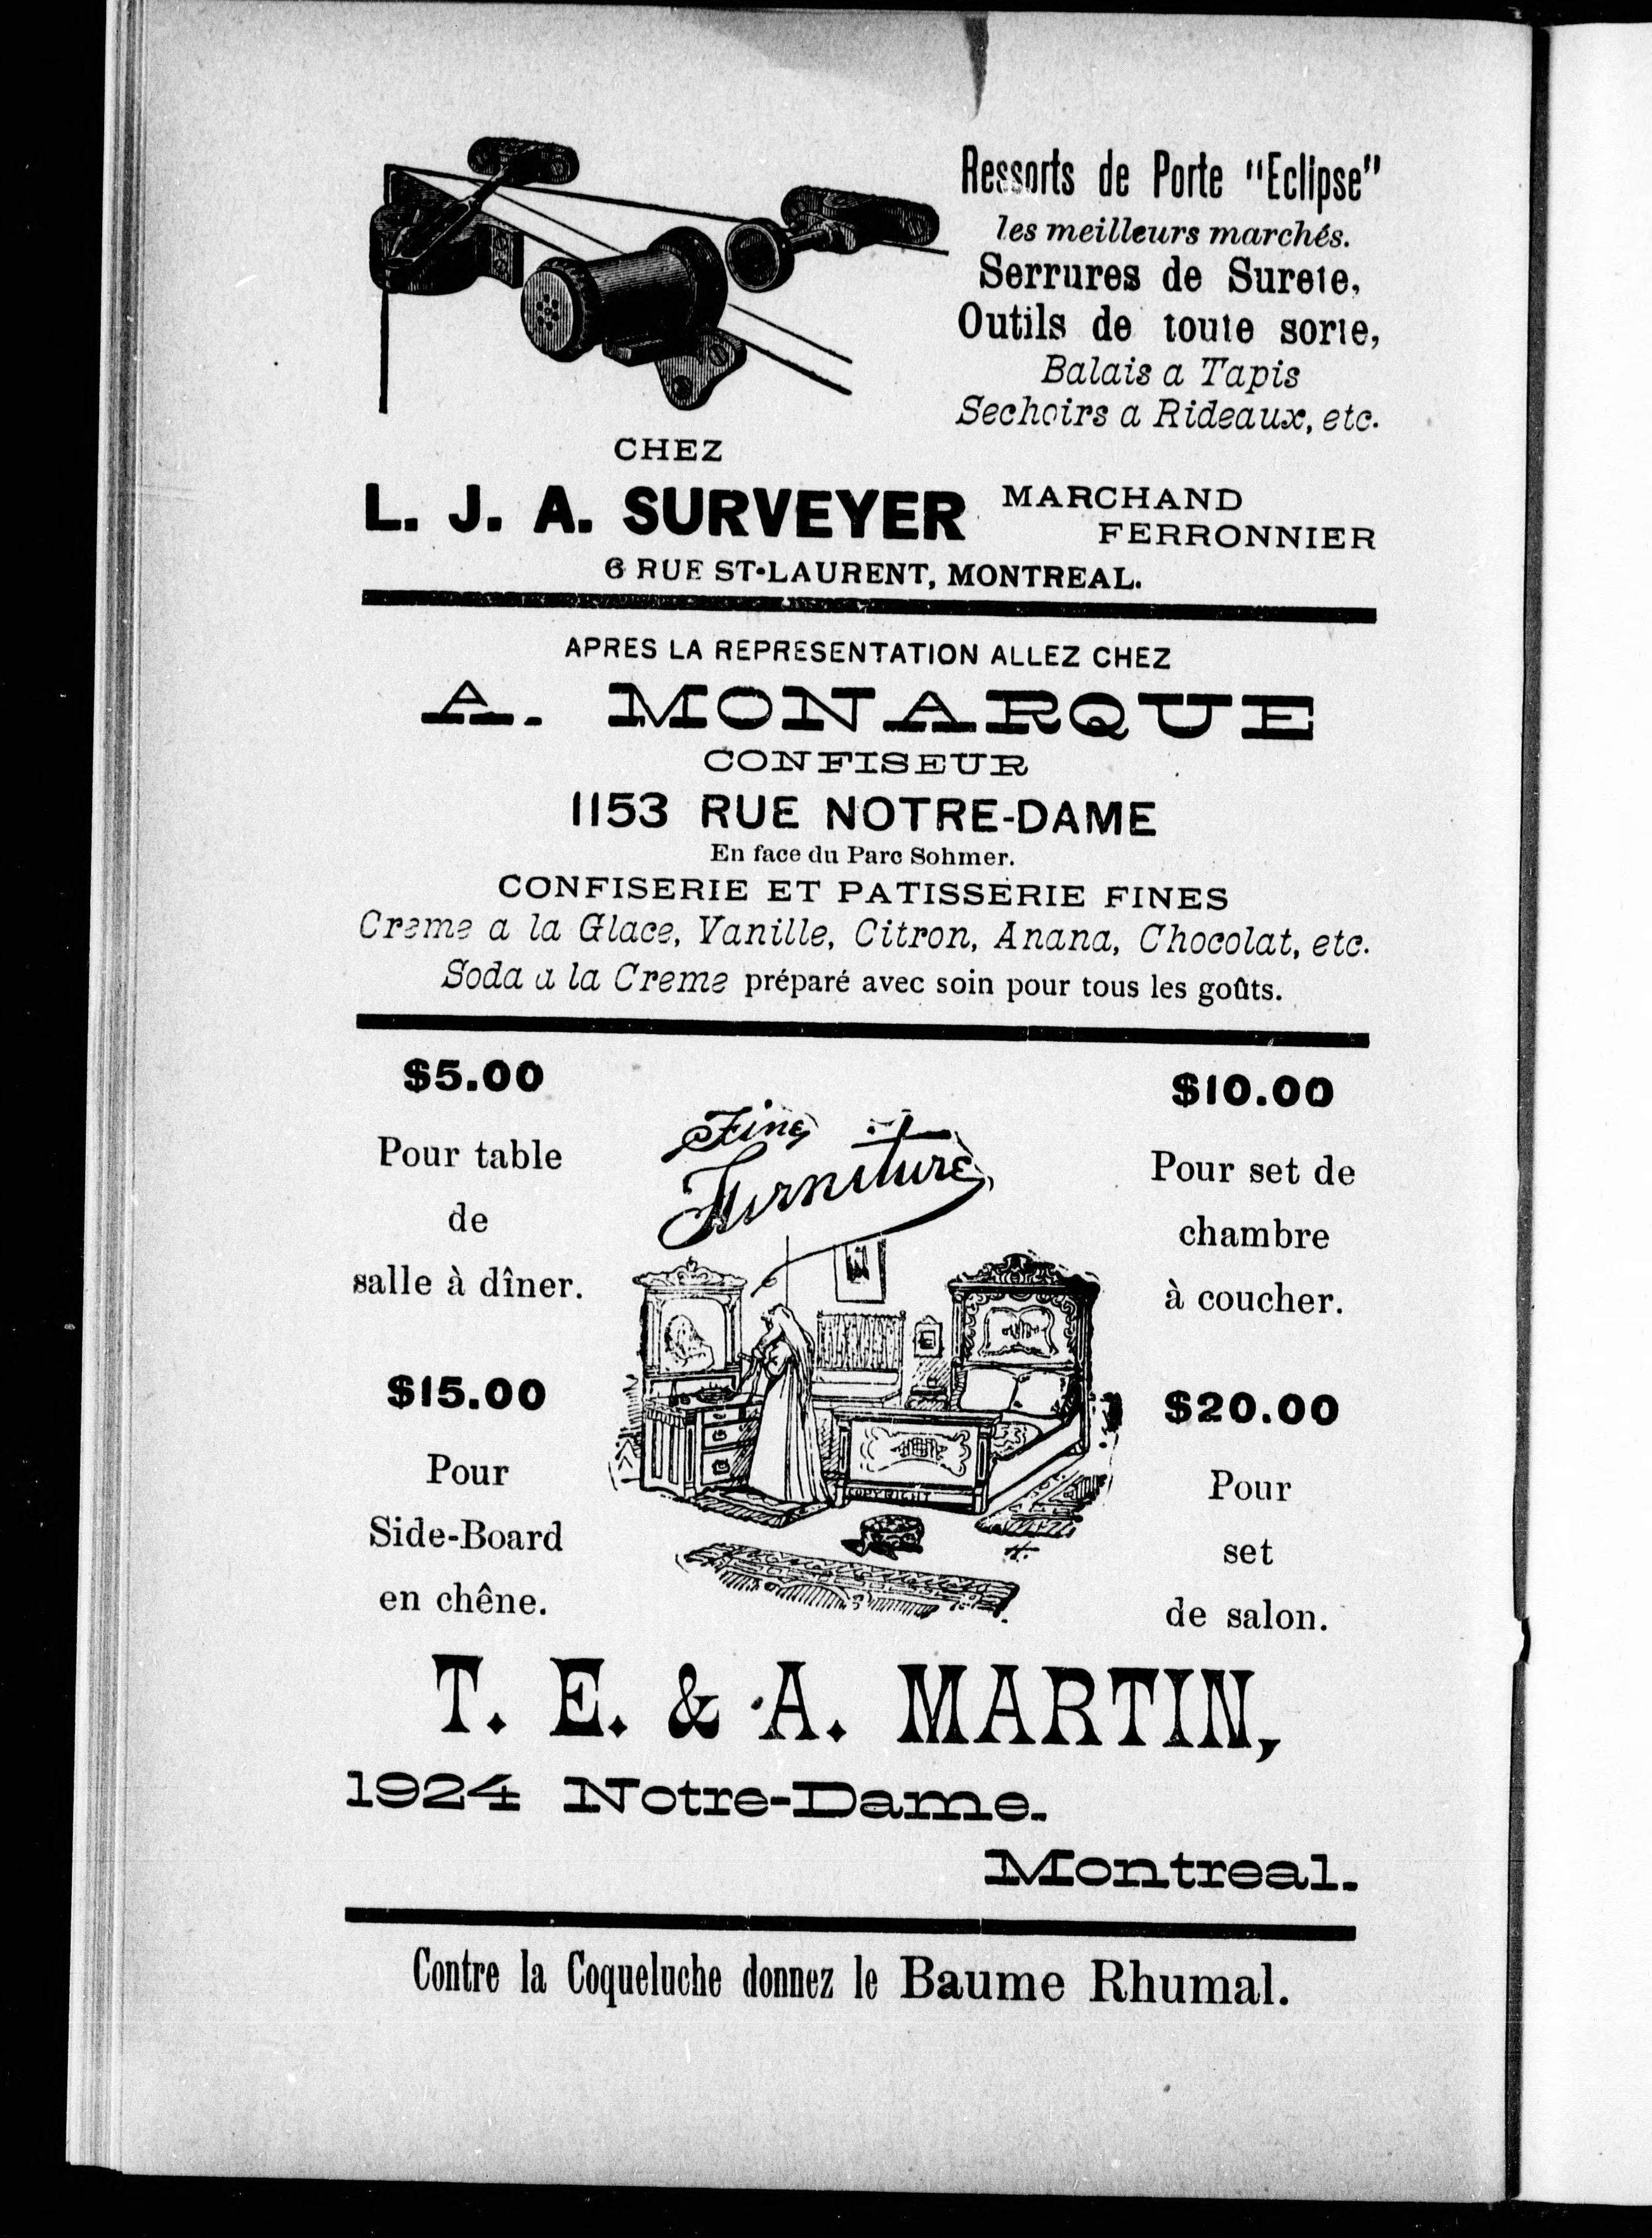 Ressorts de Porte "Eclipse"
les meilleurs marchés.
Serrures de Surete,
Outils de toute sorte,
Balais a Tapis
Sechoirs a Rideaux, etc.
CHEZ
L. J. A. SURVEYER MARCHAND
FERRONNIER
6 RUE ST-LAURENT, MONTREAL.
APRES LA REPRESENTATION ALLEZ CHEZ
A. MONARQUE
CONFISEUR
1153 RUE NOTRE-DAME
En face du Parc Sohmer.
CONFISERIE ET PATISSERIE FINES
Creme a la Glace, Vanille, Citron, Anana, Chocolat, etc.
Soda a la Creme préparé avec soin pour tous les goûts.
$5.00
Pour table
de
salle à dîner.
$15.00
Pour
Side-Board
en chêne.
Fine
Furniture
COPYRIGHT
H.
$10.00
Pour set de
chambre
à coucher.
$20.00
Pour
set
de salon.
T. E. & A. MARTIN,
1924 Notre-Dame.
Montreal.
Contre la Coqueluche donnez le Baume Rhumal.